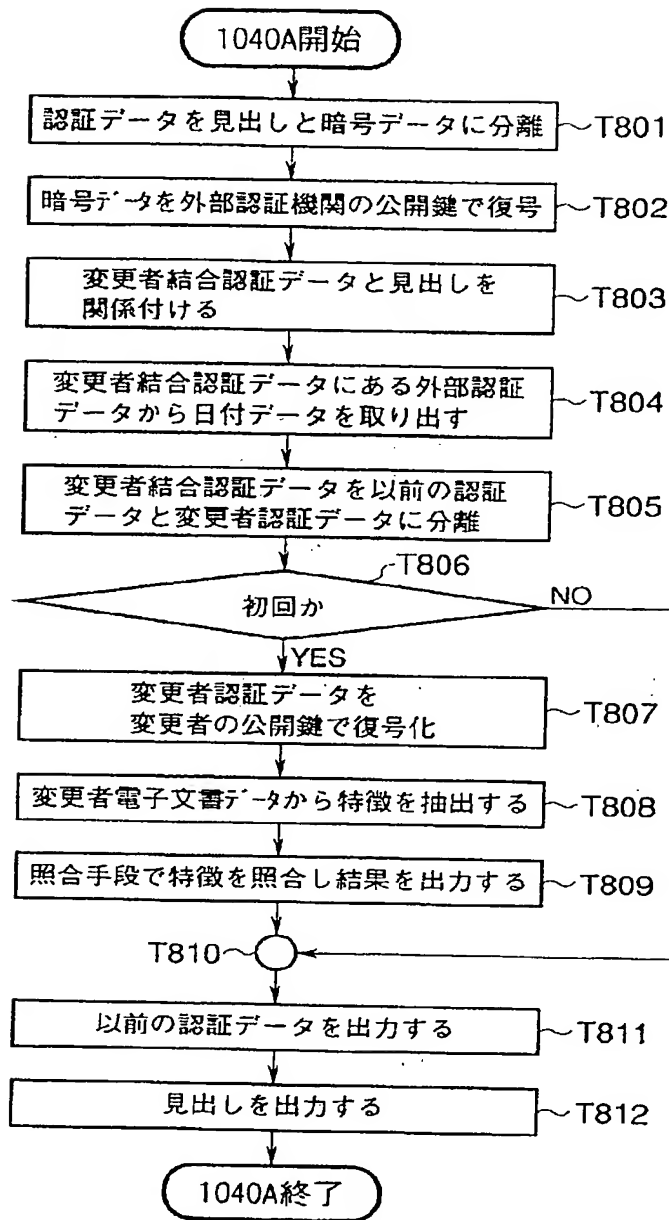 1040A開始
認証データを見出しと暗号データに分離
T801
暗号データを外部認証機関の公開鍵で復号
T802
変更者結合認証データと見出しを
関係付ける
T803
変更者結合認証データにある外部認証
データから日付データを取り出す
T804
変更者結合認証データを以前の認証
データと変更者認証データに分離
T805
T806
初回か
NO
YES
変更者認証データを
変更者の公開鍵で復号化
T807
変更者電子文書データから特徴を抽出する
T808
照合手段で特徴を照合し結果を出力する
T809
T810
以前の認証データを出力する
T811
見出しを出力する
T812
1040A終了